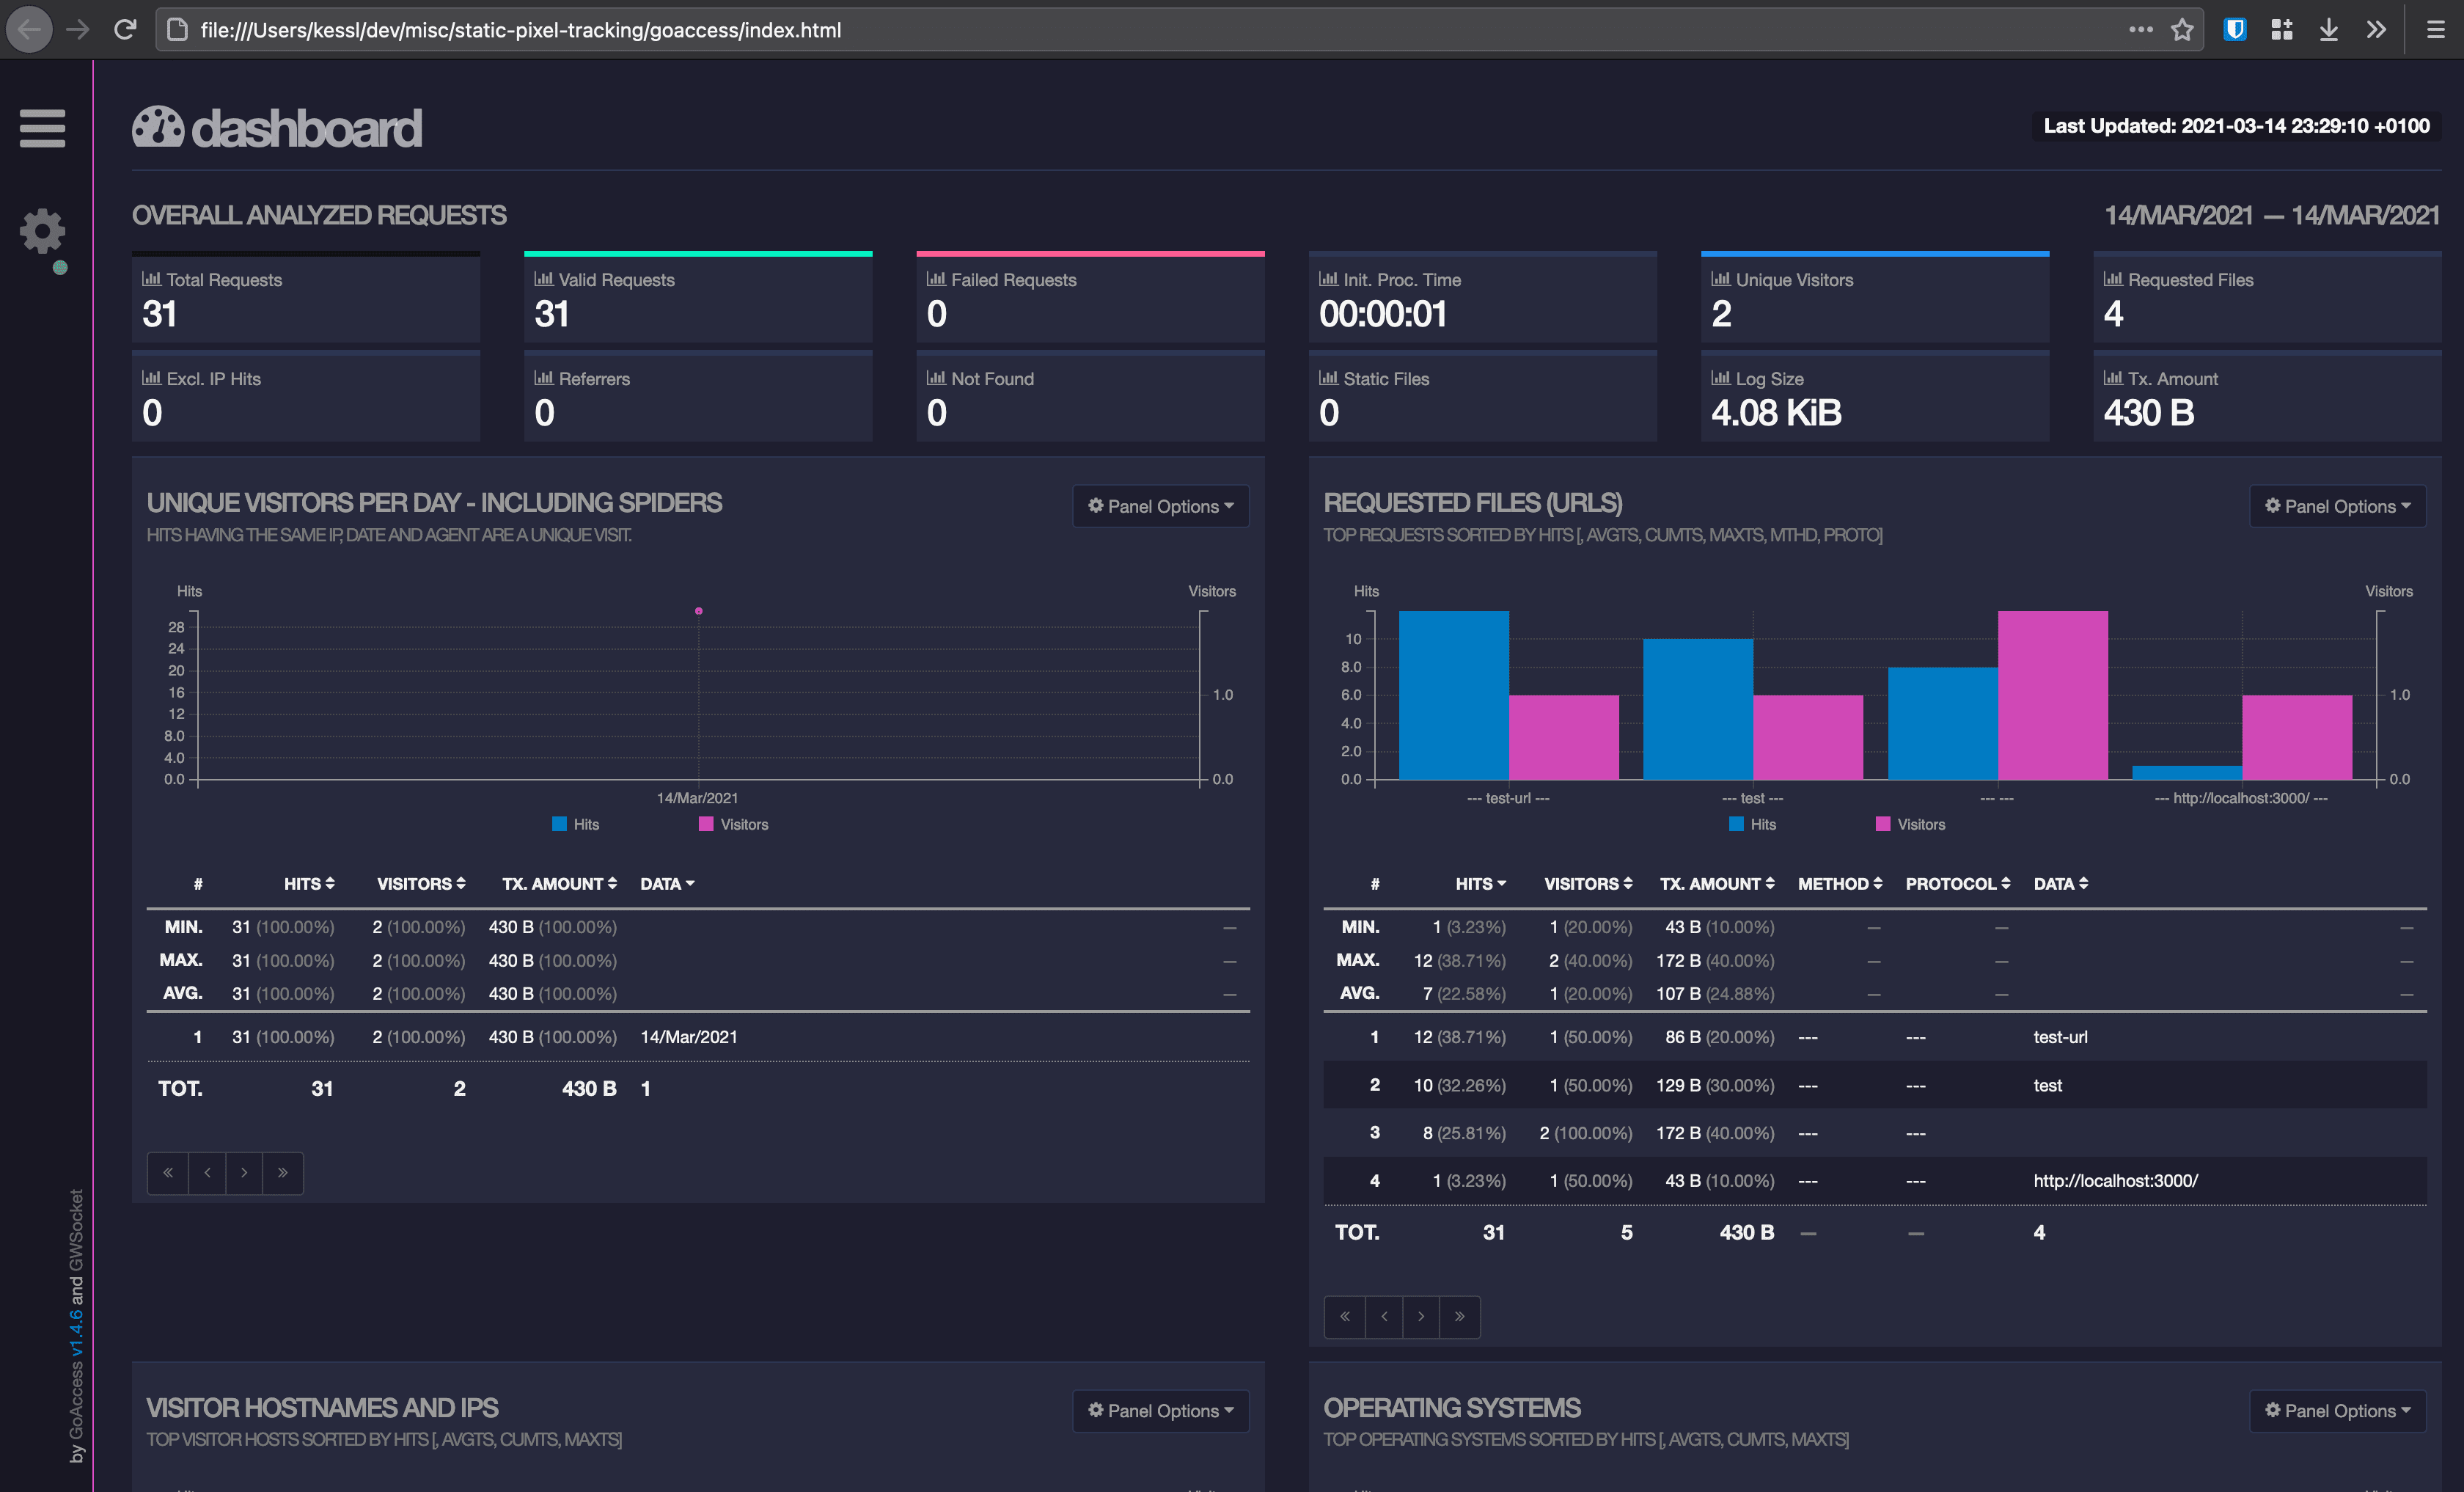 file:///Users/kessl/dev/misc/static-pixel-tracking/goaccess/index.html
dashboard
Last Updated: 2021-03-14 23:29:10 +0100
OVERALL ANALYZED REQUESTS
14/MAR/2021 — 14/MAR/2021
Total Requests
31
Valid Requests
31
Failed Requests
0
Init. Proc. Time
00:00:01
Unique Visitors
2
Requested Files
4
Excl. IP Hits
0
Referrers
0
Not Found
0
Static Files
0
Log Size
4.08 KiB
Tx. Amount
430 B
UNIQUE VISITORS PER DAY - INCLUDING SPIDERS
Panel Options
HITS HAVING THE SAME IP, DATE AND AGENT ARE A UNIQUE VISIT.
Hits
Visitors
28
24
20
16
12
8.0
4.0
0.0
1.0
0.0
14/Mar/2021
Hits Visitors
# HITS VISITORS TX. AMOUNT DATA
MIN. 31 (100.00%) 2 (100.00%) 430 B (100.00%) —
MAX. 31 (100.00%) 2 (100.00%) 430 B (100.00%) —
AVG. 31 (100.00%) 2 (100.00%) 430 B (100.00%) —
1 31 (100.00%) 2 (100.00%) 430 B (100.00%) 14/Mar/2021
TOT. 31 2 430 B 1
« ‹ › »
REQUESTED FILES (URLS)
Panel Options
TOP REQUESTS SORTED BY HITS [, AVGTS, CUMTS, MAXTS, MTHD, PROTO]
Hits
Visitors
10
8.0
6.0
4.0
2.0
0.0
1.0
0.0
--- test-url --- --- test --- --- --- --- http://localhost:3000/ ---
Hits Visitors
# HITS VISITORS TX. AMOUNT METHOD PROTOCOL DATA
MIN. 1 (3.23%) 1 (20.00%) 43 B (10.00%) — — —
MAX. 12 (38.71%) 2 (40.00%) 172 B (40.00%) — — —
AVG. 7 (22.58%) 1 (20.00%) 107 B (24.88%) — — —
1 12 (38.71%) 1 (50.00%) 86 B (20.00%) --- --- test-url
2 10 (32.26%) 1 (50.00%) 129 B (30.00%) --- --- test
3 8 (25.81%) 2 (100.00%) 172 B (40.00%) --- ---
4 1 (3.23%) 1 (50.00%) 43 B (10.00%) --- --- http://localhost:3000/
TOT. 31 5 430 B — — 4
« ‹ › »
VISITOR HOSTNAMES AND IPS
Panel Options
TOP VISITOR HOSTS SORTED BY HITS [, AVGTS, CUMTS, MAXTS]
OPERATING SYSTEMS
Panel Options
TOP OPERATING SYSTEMS SORTED BY HITS [, AVGTS, CUMTS, MAXTS]
by GoAccess v1.4.6 and GWSocket